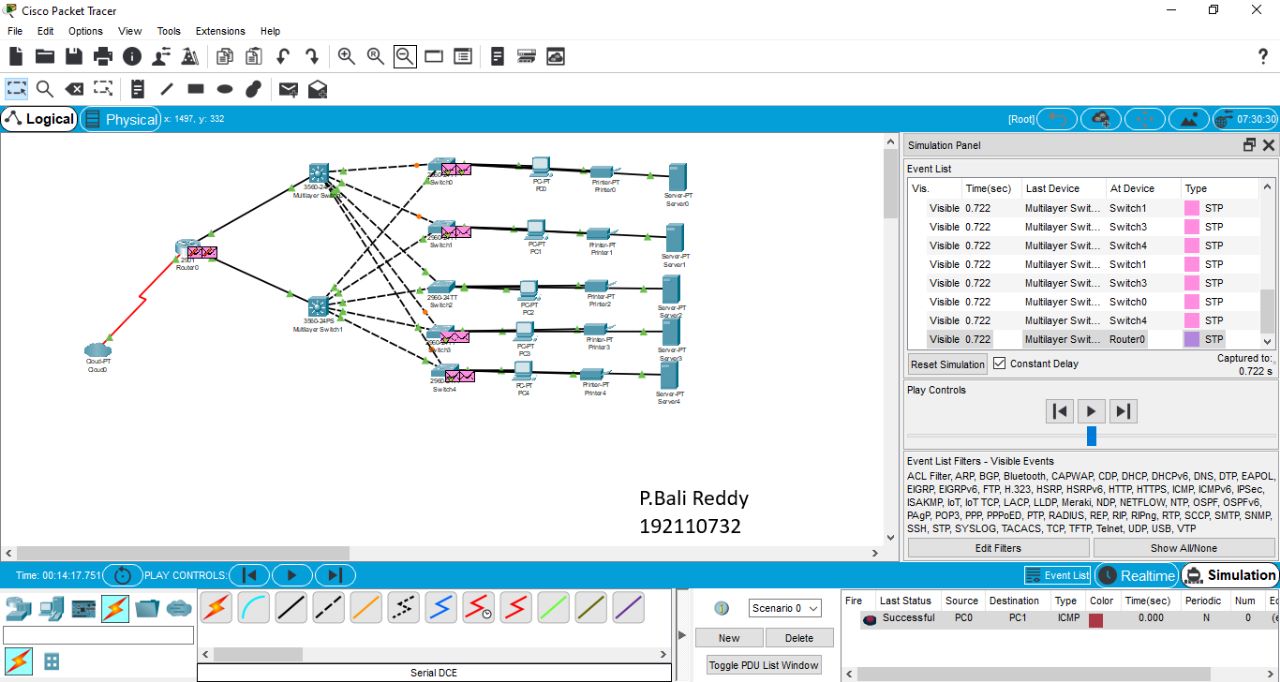 Cisco Packet Tracer
File Edit Options View Tools Extensions Help
?
Logical
Physical x: 1497, y: 332
[Root]
07:30:30
3560-24
Multilayer Switch0
Switch0
PC-PT
PC0
Printer-PT
Printer0
Server-PT
Server0
Switch1
PC-PT
PC1
Printer-PT
Printer1
Server-PT
Server1
Router0
2960-24TT
Switch2
PC-PT
PC2
Printer-PT
Printer2
Server-PT
Server2
3560-24PS
Multilayer Switch1
Switch3
PC-PT
PC3
Printer-PT
Printer3
Server-PT
Server3
Cloud-PT
Cloud0
Switch4
PC-PT
PC4
Printer-PT
Printer4
Server-PT
Server4
P.Bali Reddy
192110732
Simulation Panel
Event List
Vis. Time(sec) Last Device At Device Type
Visible 0.722 Multilayer Swit... Switch1 STP
Visible 0.722 Multilayer Swit... Switch3 STP
Visible 0.722 Multilayer Swit... Switch4 STP
Visible 0.722 Multilayer Swit... Switch1 STP
Visible 0.722 Multilayer Swit... Switch3 STP
Visible 0.722 Multilayer Swit... Switch0 STP
Visible 0.722 Multilayer Swit... Switch4 STP
Visible 0.722 Multilayer Swit... Router0 STP
Reset Simulation Constant Delay
Captured to:
0.722 s
Play Controls
Event List Filters - Visible Events
ACL Filter, ARP, BGP, Bluetooth, CAPWAP, CDP, DHCP, DHCPv6, DNS, DTP, EAPOL,
EIGRP, EIGRPv6, FTP, H.323, HSRP, HSRPv6, HTTP, HTTPS, ICMP, ICMPv6, IPSec,
ISAKMP, IoT, IoT TCP, LACP, LLDP, Meraki, NDP, NETFLOW, NTP, OSPF, OSPFv6,
PAgP, POP3, PPP, PPPoED, PTP, RADIUS, REP, RIP, RIPng, RTP, SCCP, SMTP, SNMP,
SSH, STP, SYSLOG, TACACS, TCP, TFTP, Telnet, UDP, USB, VTP
Edit Filters Show All/None
Time: 00:14:17.751 PLAY CONTROLS:
Event List Realtime Simulation
Serial DCE
Scenario 0
New Delete
Toggle PDU List Window
Fire Last Status Source Destination Type Color Time(sec) Periodic Num
Successful PC0 PC1 ICMP 0.000 N 0